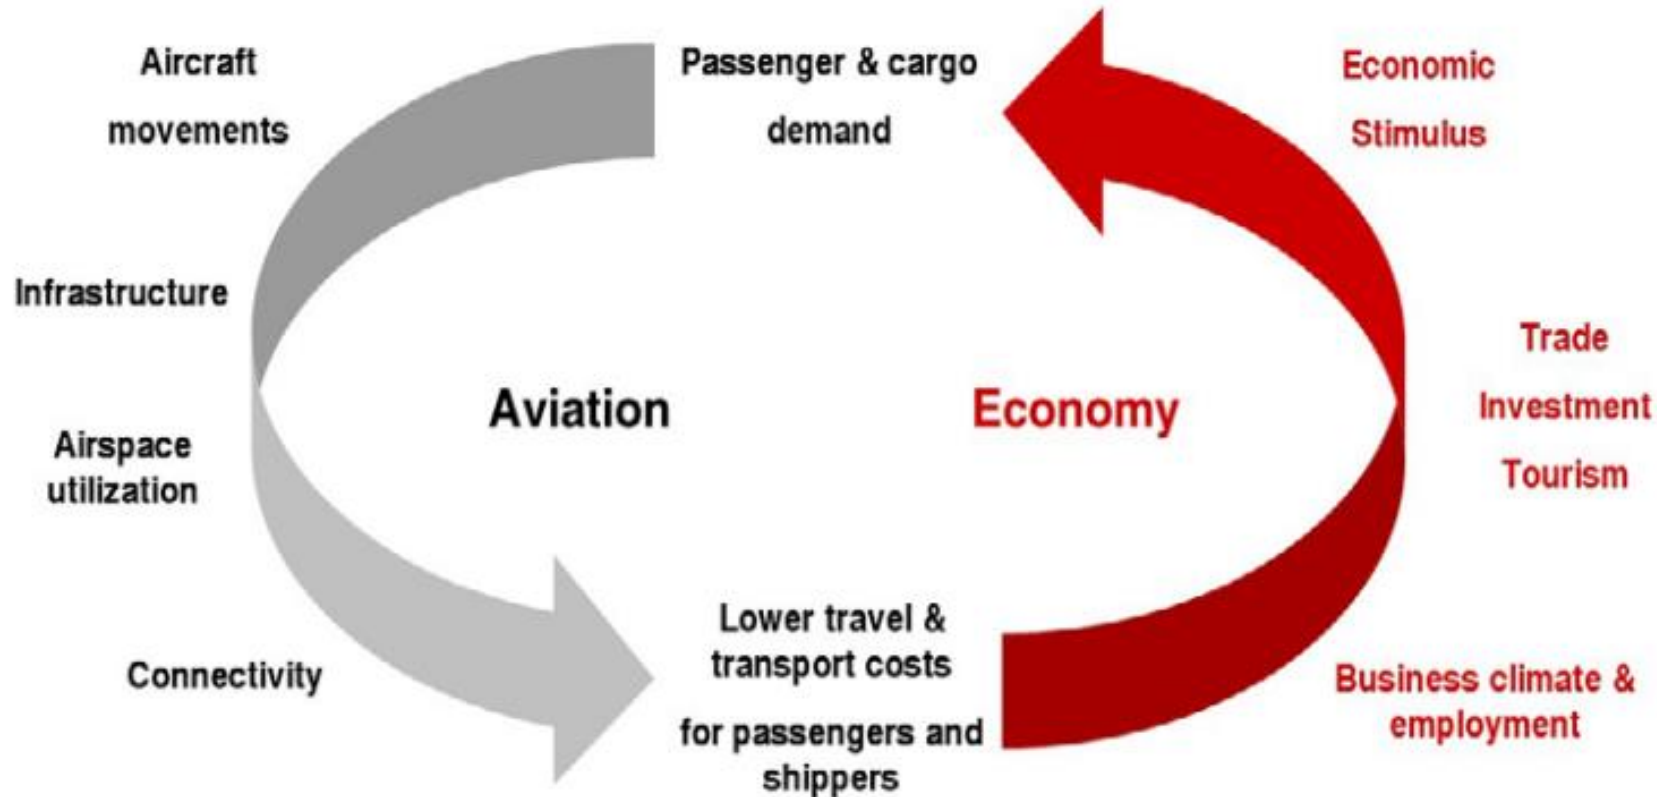 Aircraft
movements
Passenger & cargo
demand
Economic
Stimulus
Infrastructure
Trade
Investment
Tourism
Aviation
Economy
Airspace
utilization
Connectivity
Lower travel &
transport costs
for passengers and
shippers
Business climate &
employment